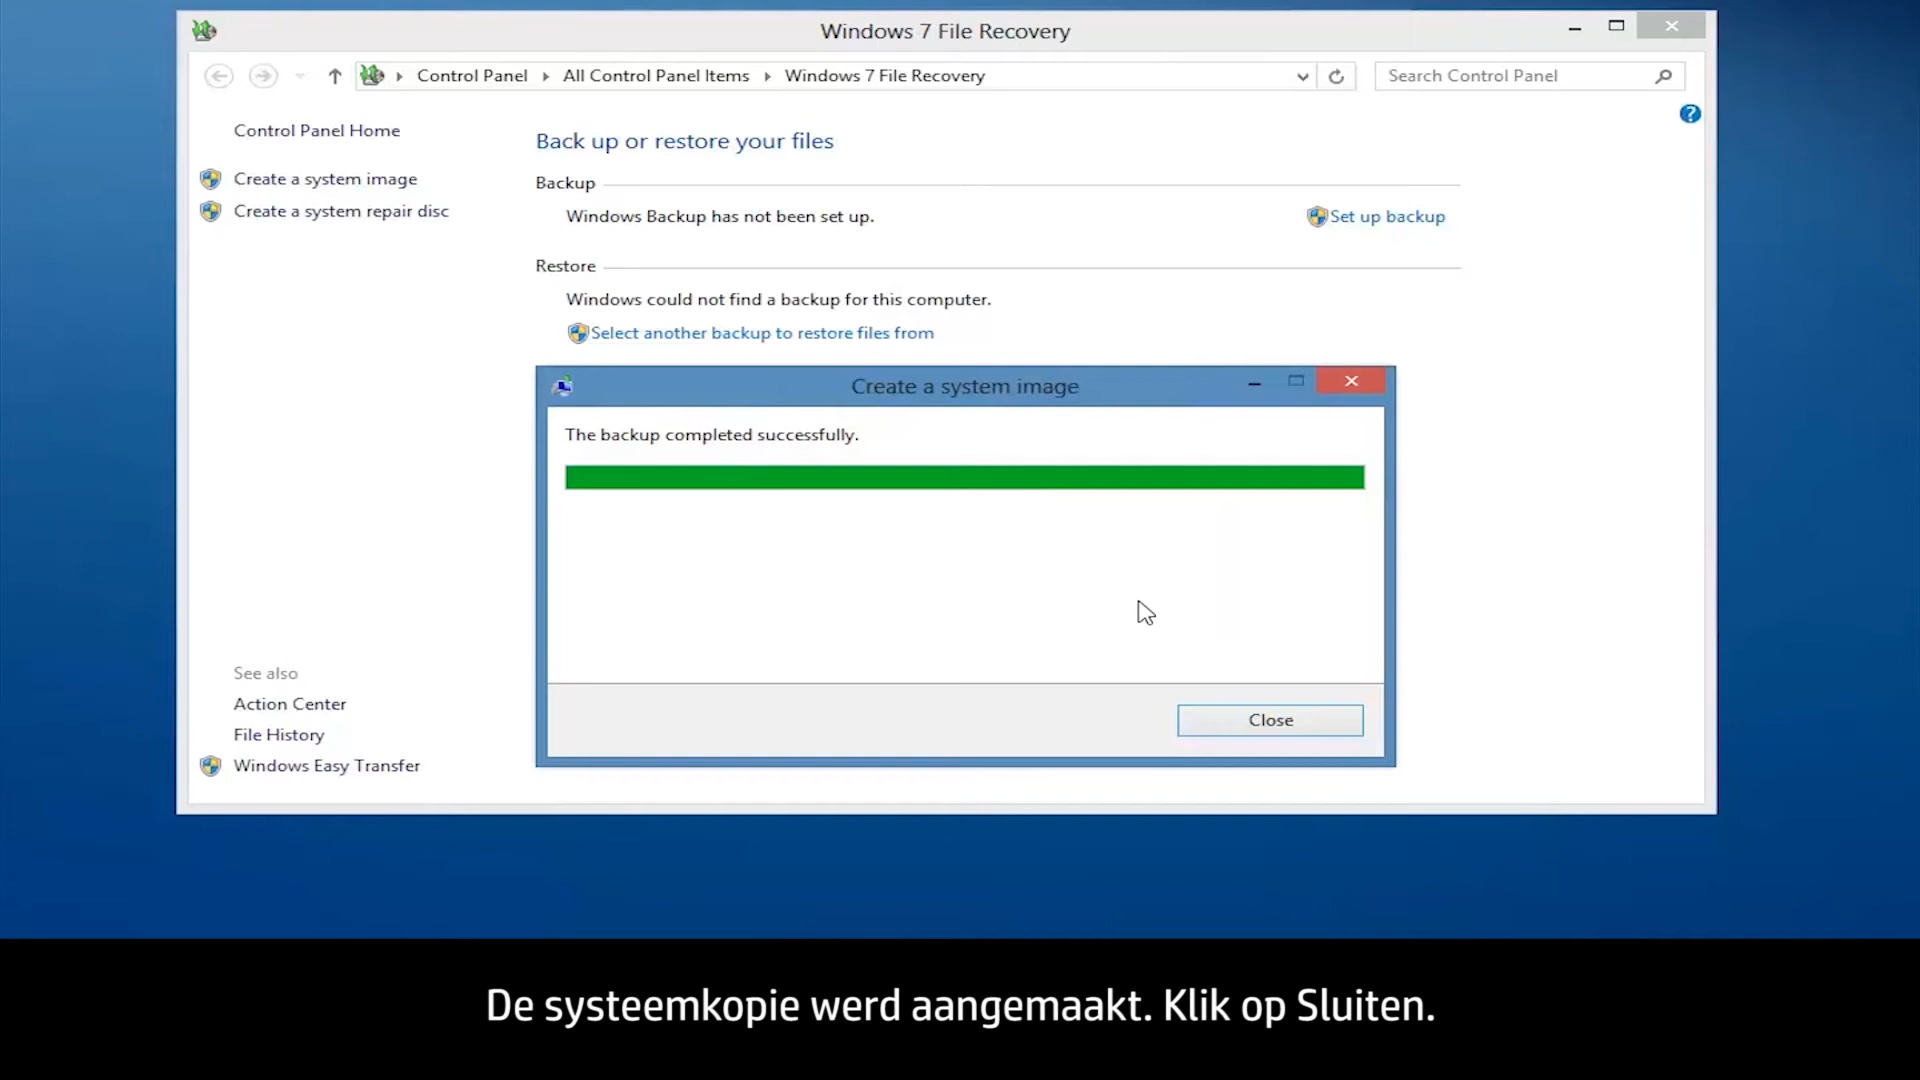 Windows 7 File Recovery
Control Panel All Control Panel Items Windows 7 File Recovery
Search Control Panel
?
Control Panel Home
Create a system image
Create a system repair disc
Back up or restore your files
Backup
Windows Backup has not been set up.
Set up backup
Restore
Windows could not find a backup for this computer.
Select another backup to restore files from
Create a system image
The backup completed successfully.
Close
See also
Action Center
File History
Windows Easy Transfer
De systeemkopie werd aangemaakt. Klik op Sluiten.